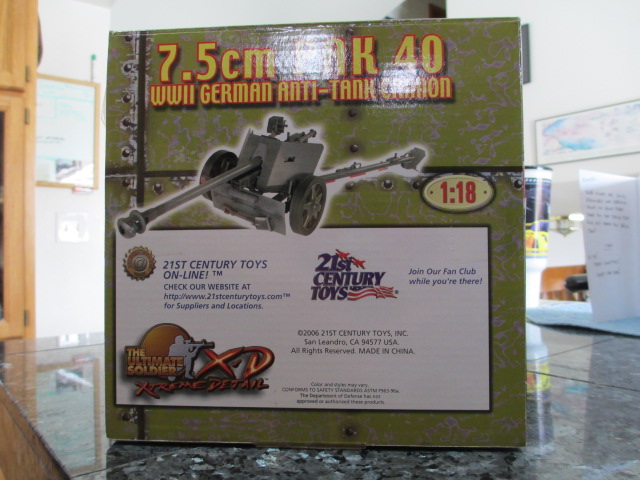 7.5cm PAK 40
WWII GERMAN ANTI-TANK CANNON
1:18
21ST CENTURY TOYS
ON-LINE! ™
CHECK OUR WEBSITE AT
http://www.21stcenturytoys.com™
for Suppliers and Locations.
21st
CENTURY
TOYS
Join Our Fan Club
while you're there!
©2006 21ST CENTURY TOYS, INC.
San Leandro, CA 94577 USA.
All Rights Reserved. MADE IN CHINA.
THE
ULTIMATE
SOLDIER
XD
XTREME DETAIL
Color and styles may vary.
CONFORMS TO SAFETY STANDARDS ASTM F963-96a.
The Department of Defense has not
approved or authorized these products.